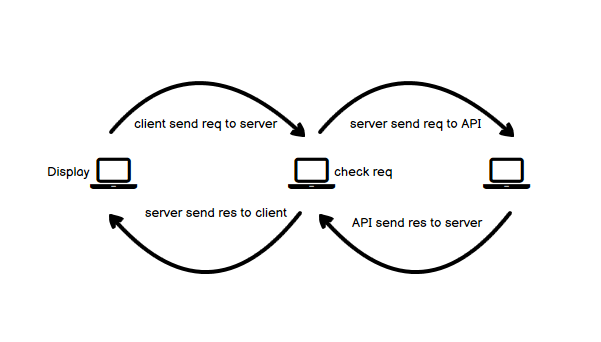 client send req to server
server send req to API
Display
check req
server send res to client
API send res to server